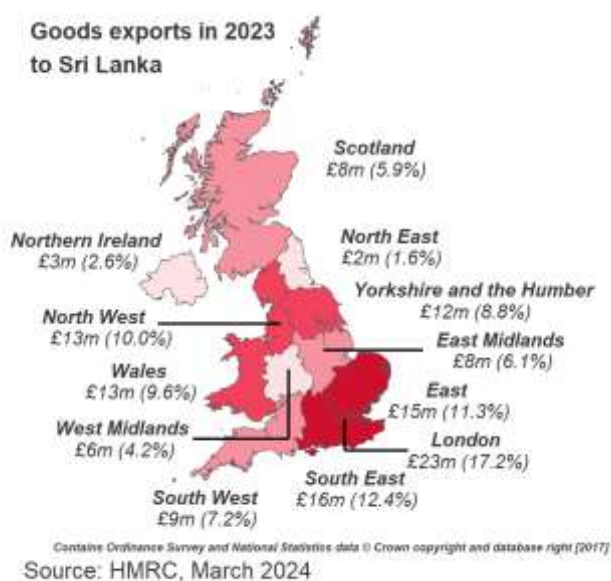 Goods exports in 2023
to Sri Lanka
Scotland
£8m (5.9%)
Northern Ireland
£3m (2.6%)
North East
£2m (1.6%)
Yorkshire and the Humber
£12m (8.8%)
North West
£13m (10.0%)
East Midlands
£8m (6.1%)
Wales
£13m (9.6%)
East
£15m (11.3%)
West Midlands
£6m (4.2%)
London
£23m (17.2%)
South East
£16m (12.4%)
South West
£9m (7.2%)
Contains Ordinance Survey and National Statistics data © Crown copyright and database right [2017]
Source: HMRC, March 2024